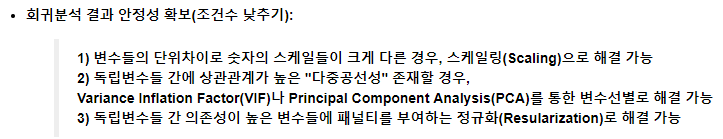 • 회귀분석 결과 안정성 확보(조건수 낮추기):
1) 변수들의 단위차이로 숫자의 스케일들이 크게 다른 경우, 스케일링(Scaling)으로 해결 가능
2) 독립변수들 간에 상관관계가 높은 "다중공선성" 존재할 경우,
Variance Inflation Factor(VIF)나 Principal Component Analysis(PCA)를 통한 변수선별로 해결 가능
3) 독립변수들 간 의존성이 높은 변수들에 패널티를 부여하는 정규화(Resularization)로 해결 가능